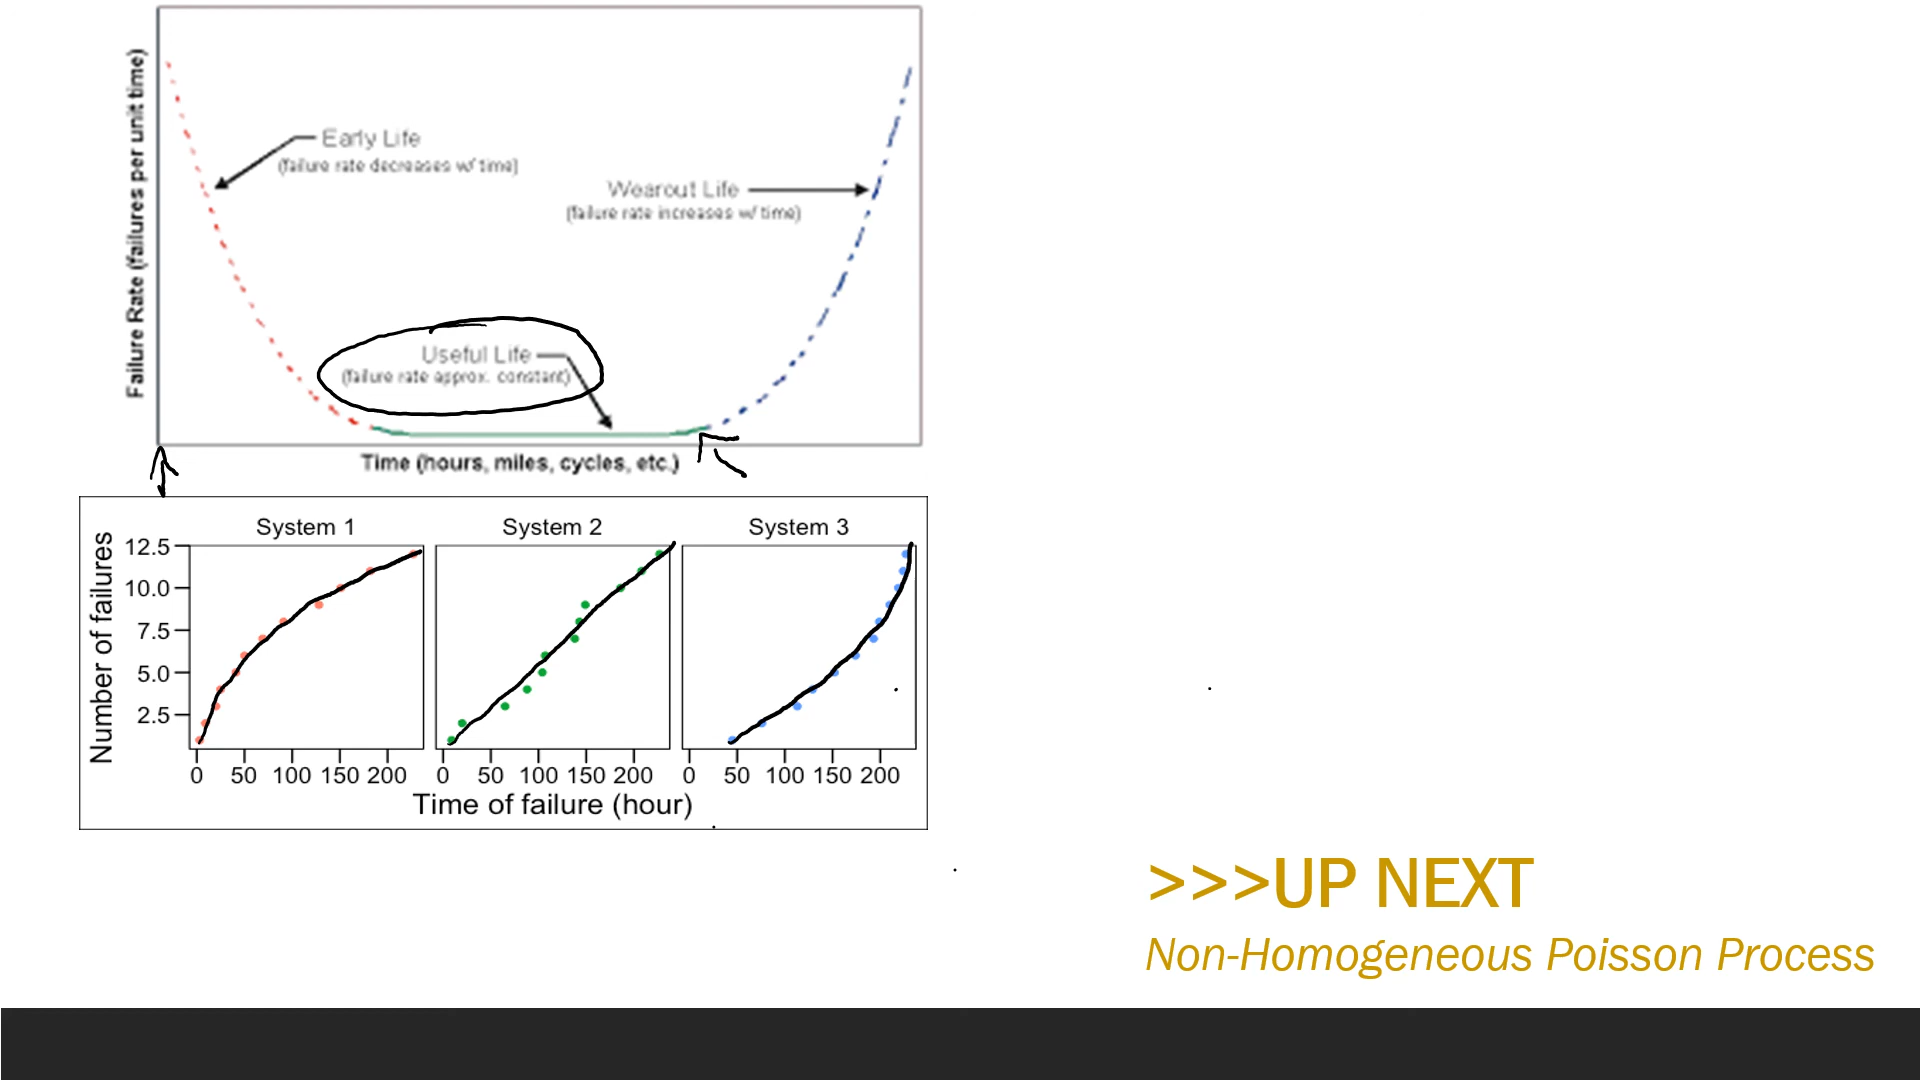 Failure Rate (failures per unit time)
Early Life
(failure rate decreases w/ time)
Wearout Life
(failure rate increases w/ time)
Useful Life
(failure rate approx. constant)
Time (hours, miles, cycles, etc.)
System 1 System 2 System 3
Number of failures
12.5
10.0
7.5
5.0
2.5
0 50 100 150 200 0 50 100 150 200 0 50 100 150 200
Time of failure (hour)
>>>UP NEXT
Non-Homogeneous Poisson Process